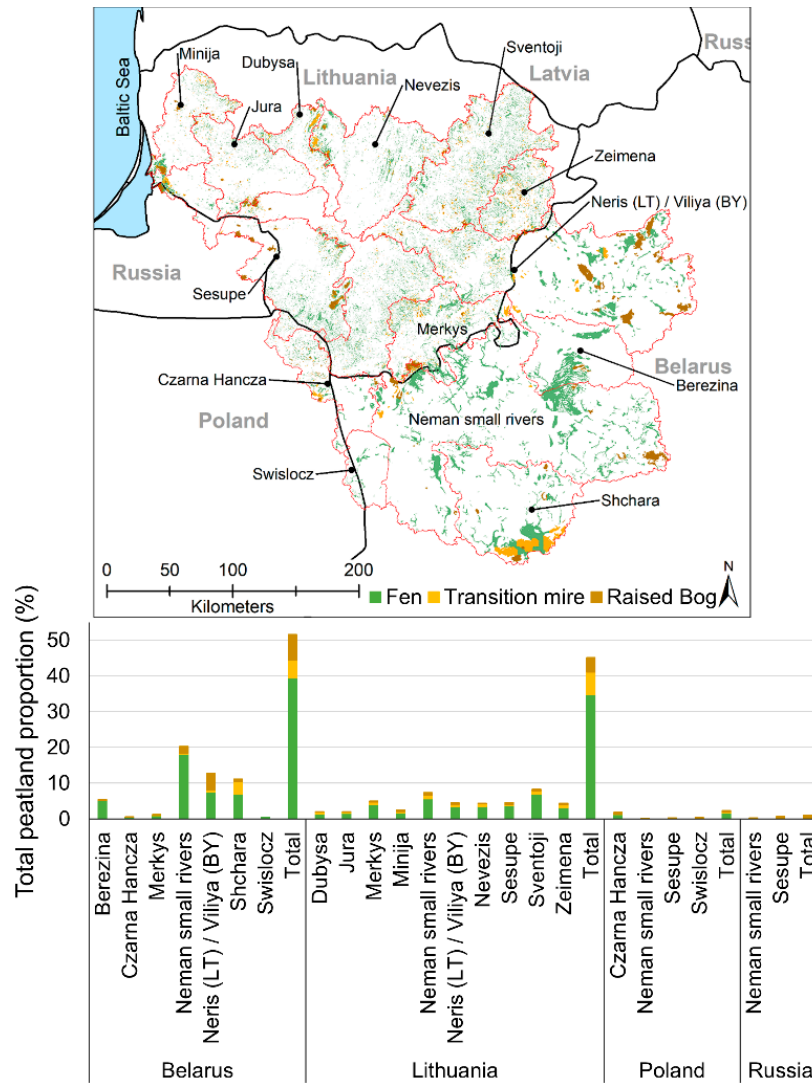 Minija
Dubysa
Lithuania
Sventoji
Latvia
Russ
Baltic Sea
Jura
Nevezis
Zeimena
Neris (LT) / Viliya (BY)
Russia
Sesupe
Merkys
Belarus
Berezina
Czarna Hancza
Poland
Neman small rivers
Swislocz
Shchara
0 50 100 200
Kilometers
Fen Transition mire Raised Bog
N
Total peatland proportion (%)
50
40
30
20
10
0
Berezina
Czarna Hancza
Merkys
Neman small rivers
Neris (LT) / Viliya (BY)
Shchara
Swislocz
Total
Dubysa
Jura
Merkys
Minija
Neman small rivers
Neris (LT) / Viliya (BY)
Nevezis
Sesupe
Sventoji
Zeimena
Total
Czarna Hancza
Neman small rivers
Sesupe
Swislocz
Total
Neman small rivers
Sesupe
Total
Belarus Lithuania Poland Russia